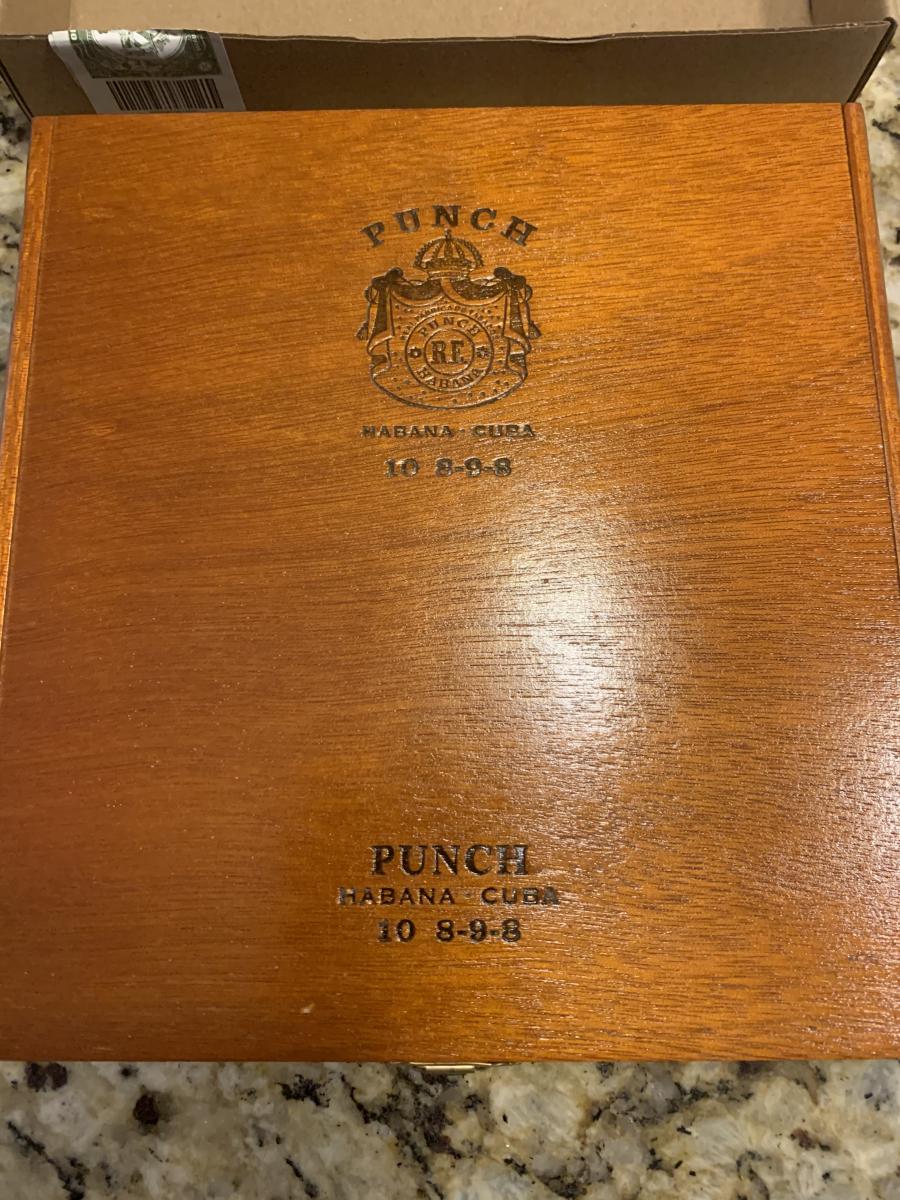 PUNCH
PUNCH
R.F.
HABANA
HABANA · CUBA
10 8-9-8
PUNCH
HABANA · CUBA
10 8-9-8